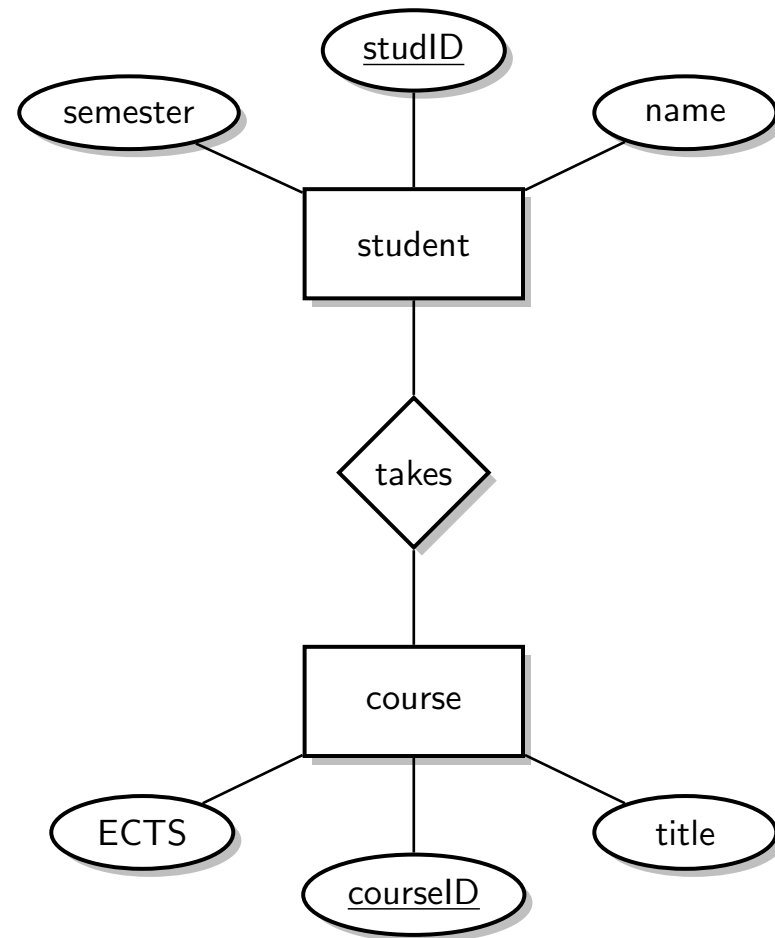 studID
semester
name
student
takes
course
ECTS
title
courseID